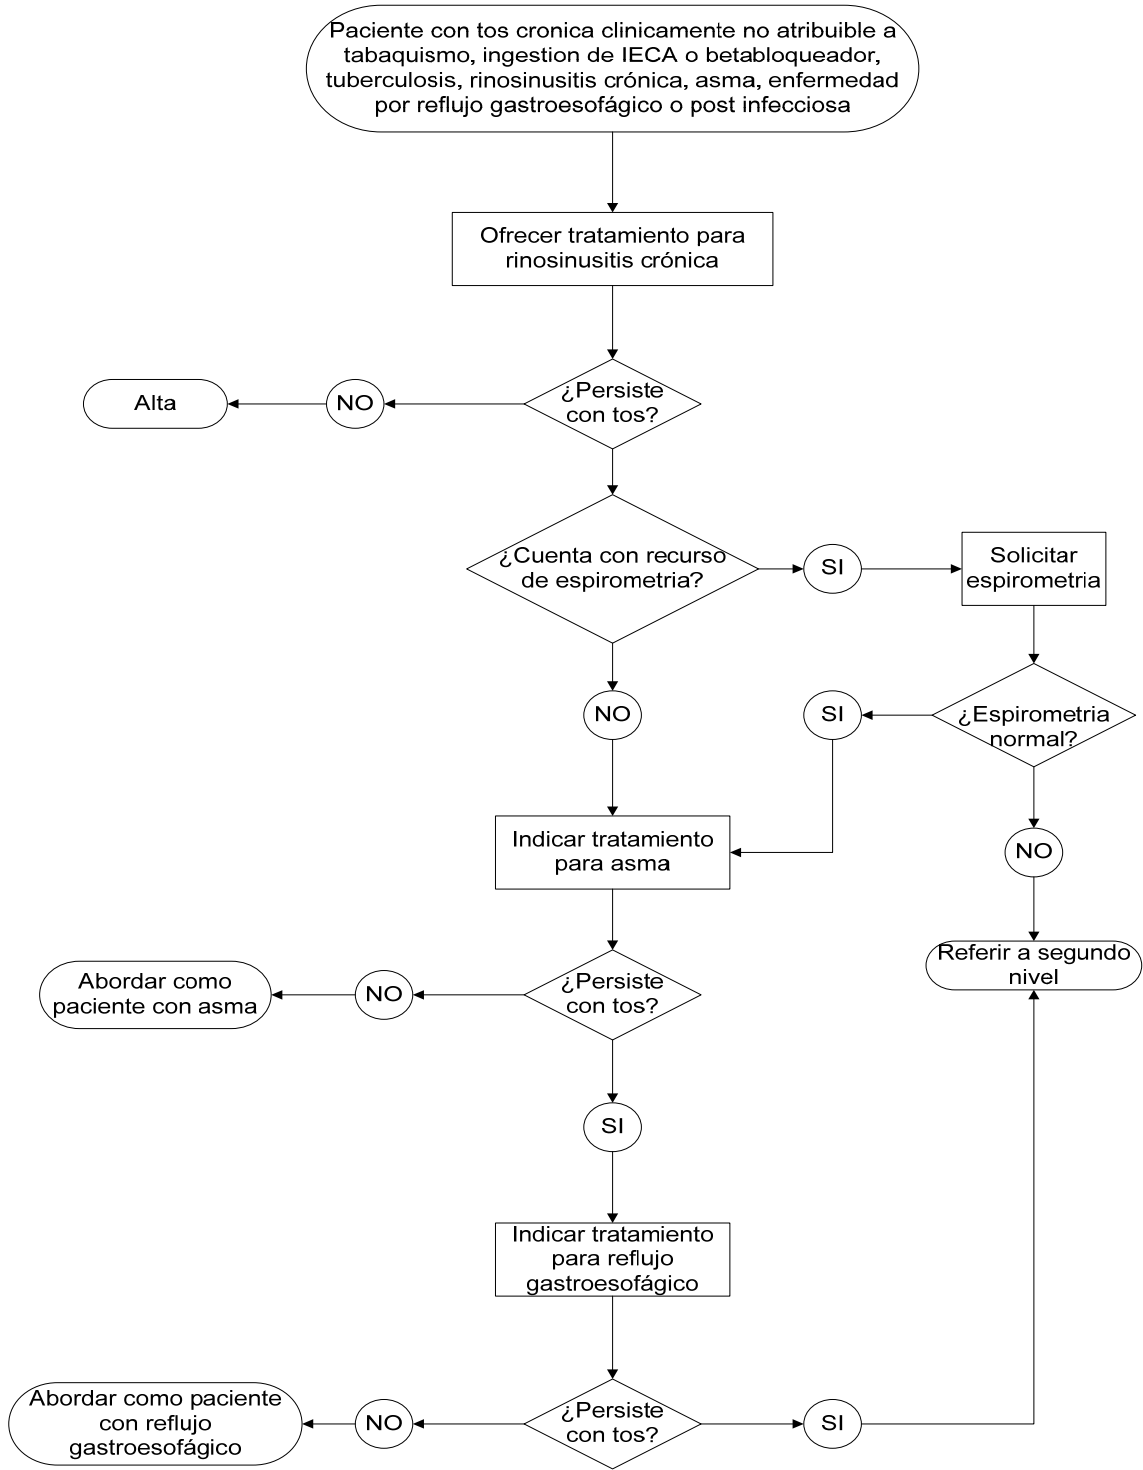 Paciente con tos cronica clinicamente no atribuible a
tabaquismo, ingestion de IECA o betabloqueador,
tuberculosis, rinosinusitis crónica, asma, enfermedad
por reflujo gastroesofágico o post infecciosa
Ofrecer tratamiento para
rinosinusitis crónica
¿Persiste
con tos?
NO
Alta
¿Cuenta con recurso
de espirometria?
SI
Solicitar
espirometria
NO
SI
¿Espirometria
normal?
Indicar tratamiento
para asma
NO
Referir a segundo
nivel
¿Persiste
con tos?
NO
Abordar como
paciente con asma
SI
Indicar tratamiento
para reflujo
gastroesofágico
¿Persiste
con tos?
NO
Abordar como paciente
con reflujo
gastroesofágico
SI